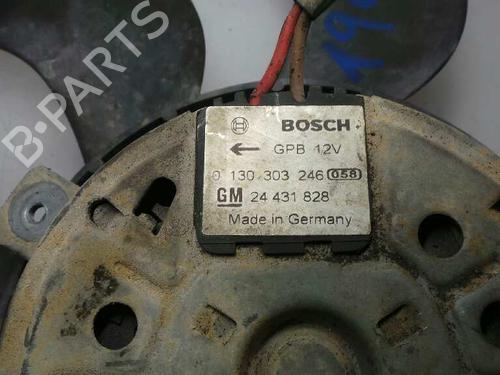 BOSCH
GPB 12V
0 130 303 246 058
GM 24 431 828
Made in Germany
B-PARTS